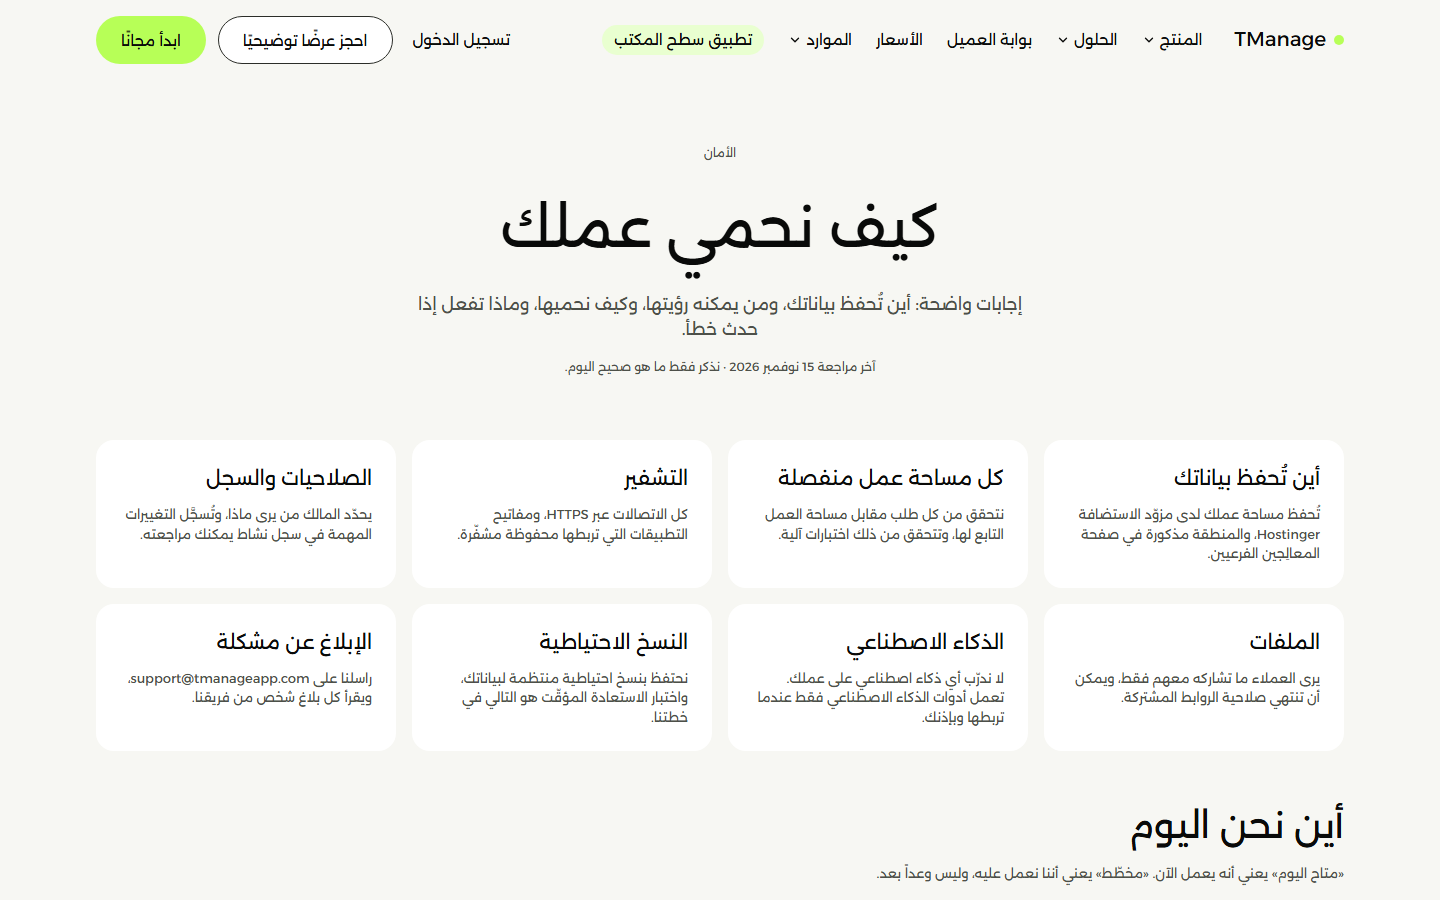 TManage
المنتج
الحلول
بوابة العميل
الأسعار
الموارد
تطبيق سطح المكتب
تسجيل الدخول
احجز عرضًا توضيحيًا
ابدأ مجانًا
الأمان
كيف نحمي عملك
إجابات واضحة: أين تُحفظ بياناتك، ومن يمكنه رؤيتها، وكيف نحميها، وماذا تفعل إذا
حدث خطأ.
آخر مراجعة 15 نوفمبر 2026 · نذكر فقط ما هو صحيح اليوم.
أين تُحفظ بياناتك
تُحفظ مساحة عملك لدى مزوّد الاستضافة
Hostinger، والمنطقة مذكورة في صفحة
المعالِجين الفرعيين.
كل مساحة عمل منفصلة
نتحقق من كل طلب مقابل مساحة العمل
التابع لها، وتتحقق من ذلك اختبارات آلية.
التشفير
كل الاتصالات عبر HTTPS، ومفاتيح
التطبيقات التي تربطها محفوظة مشفّرة.
الصلاحيات والسجل
يحدّد المالك من يرى ماذا، وتُسجَّل التغييرات
المهمة في سجل نشاط يمكنك مراجعته.
الملفات
يرى العملاء ما تشاركه معهم فقط، ويمكن
أن تنتهي صلاحية الروابط المشتركة.
الذكاء الاصطناعي
لا ندرّب أي ذكاء اصطناعي على عملك.
تعمل أدوات الذكاء الاصطناعي فقط عندما
تربطها وبإذنك.
النسخ الاحتياطية
نحتفظ بنسخ احتياطية منتظمة لبياناتك،
واختبار الاستعادة المؤقّت هو التالي في
خطتنا.
الإبلاغ عن مشكلة
راسلنا على support@tmanageapp.com،
ويقرأ كل بلاغ شخص من فريقنا.
أين نحن اليوم
«متاح اليوم» يعني أنه يعمل الآن. «مخطّط» يعني أننا نعمل عليه، وليس وعداً بعد.